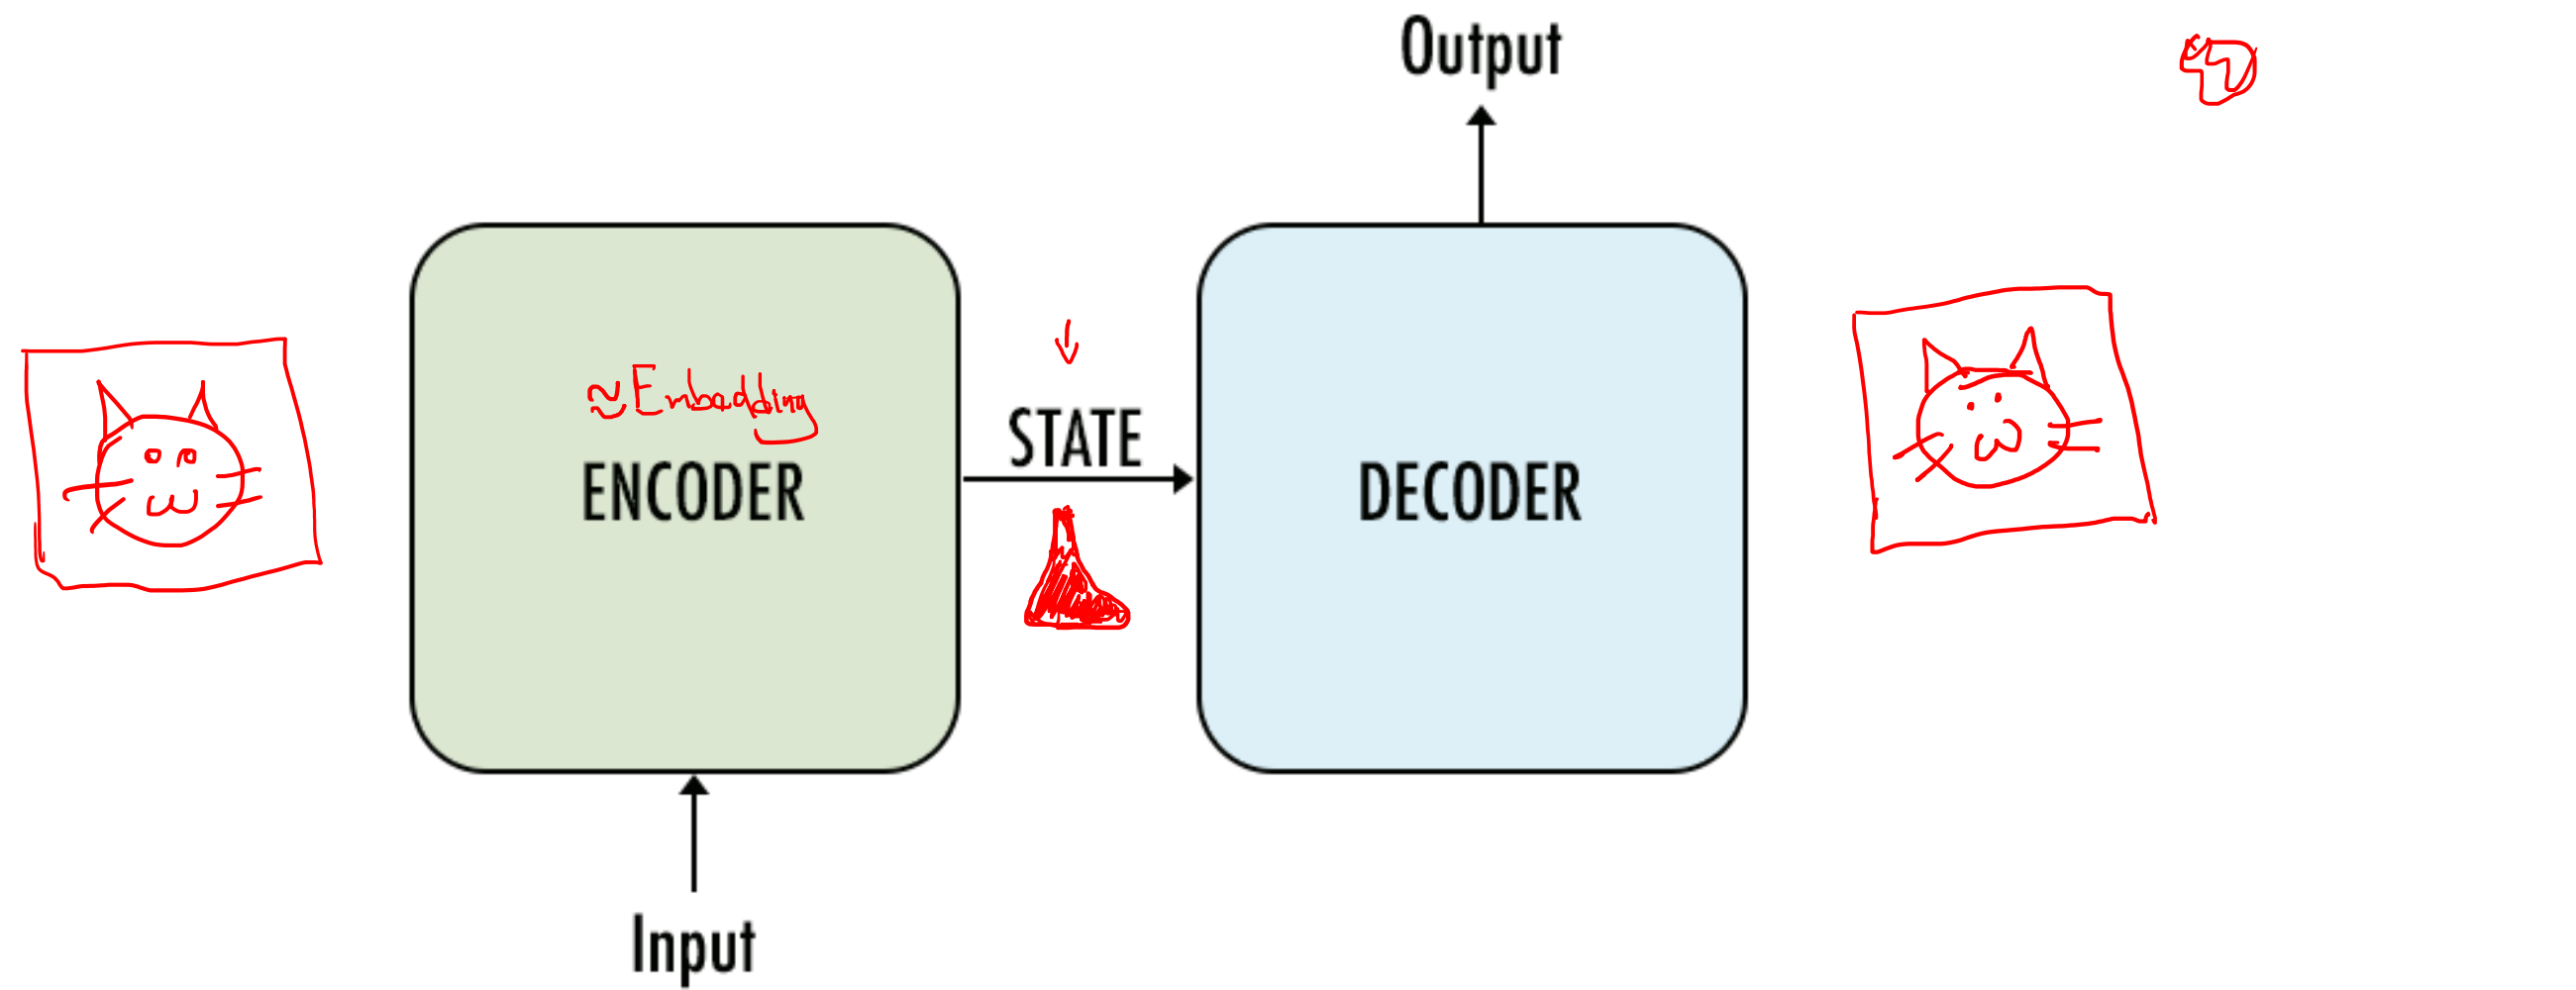 Output
≈Embedding
STATE
ENCODER
DECODER
Input